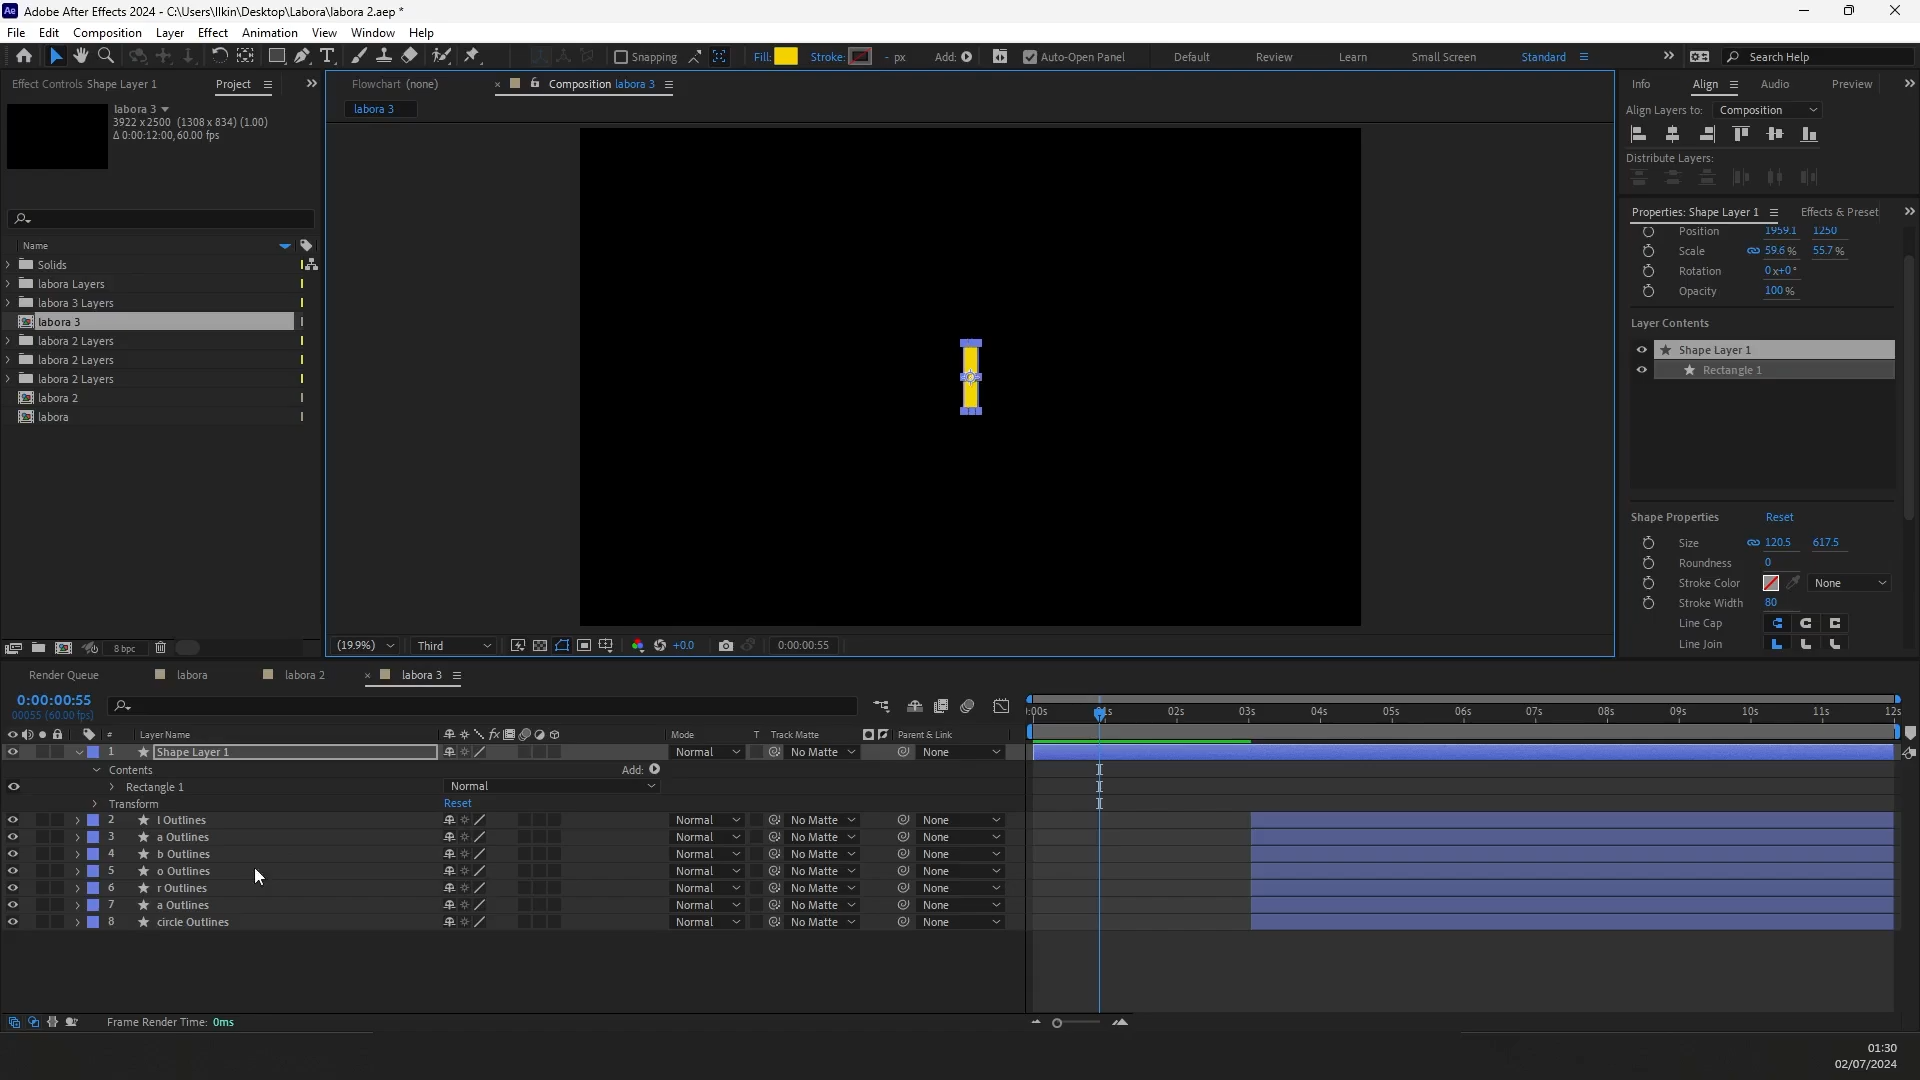 Adobe After Effects 2024 - C:\Users\Ilkin\Desktop\Labora\labora 2.aep *
File Edit Composition Layer Effect Animation View Window Help
Snapping Fill: Stroke: - px Add: Auto-Open Panel Default Review Learn Small Screen Standard Search Help
Effect Controls Shape Layer 1 Project
labora 3
3922 x 2500 (1308 x 834) (1.00)
Δ 0:00:12:00, 60.00 fps
Name
Solids
labora Layers
labora 3 Layers
labora 3
labora 2 Layers
labora 2 Layers
labora 2 Layers
labora 2
labora
8 bpc
Flowchart (none) Composition labora 3
labora 3
(19.9%) Third +0.0 0:00:00:55
Info Align Audio Preview
Align Layers to: Composition
Distribute Layers:
Properties: Shape Layer 1 Effects & Preset
Position 1959.1 1250
Scale 59.6 % 55.7 %
Rotation 0x+0°
Opacity 100 %
Layer Contents
Shape Layer 1
Rectangle 1
Shape Properties Reset
Size 120.5 617.5
Roundness 0
Stroke Color None
Stroke Width 80
Line Cap
Line Join
Render Queue labora labora 2 labora 3
0:00:00:55
00055 (60.00 fps)
# Layer Name Mode T Track Matte Parent & Link
:00s 01s 02s 03s 04s 05s 06s 07s 08s 09s 10s 11s 12s
1 Shape Layer 1 Normal No Matte None
Contents Add:
Rectangle 1 Normal
Transform Reset
2 l Outlines Normal No Matte None
3 a Outlines Normal No Matte None
4 b Outlines Normal No Matte None
5 o Outlines Normal No Matte None
6 r Outlines Normal No Matte None
7 a Outlines Normal No Matte None
8 circle Outlines Normal No Matte None
Frame Render Time: 0ms
01:30
02/07/2024